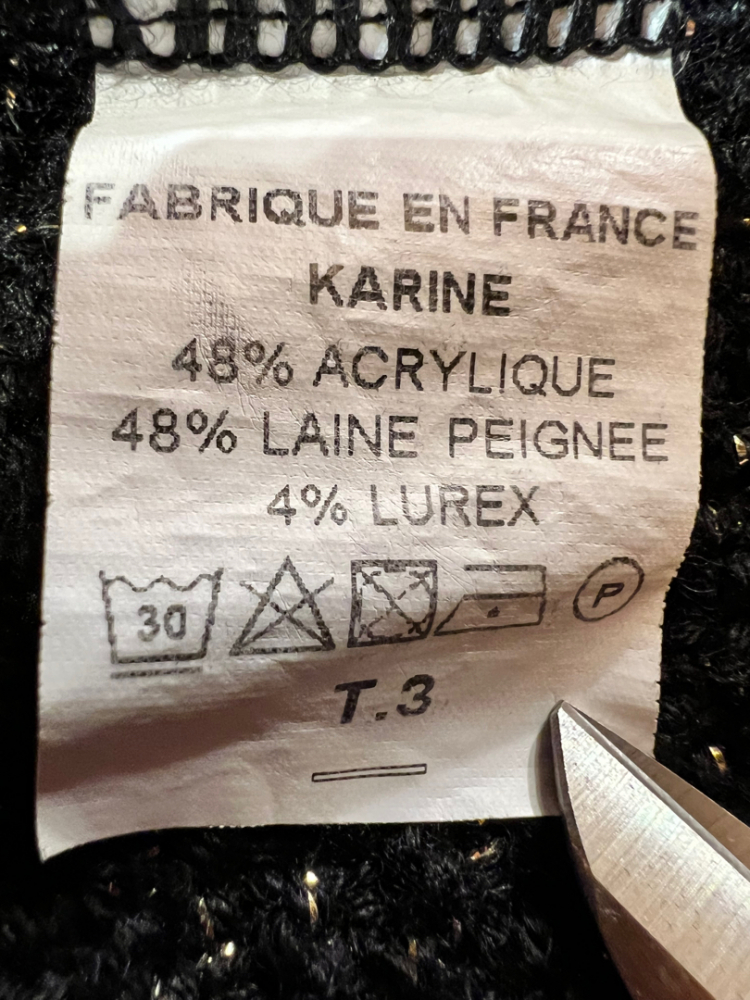 FABRIQUE EN FRANCE
KARINE
48% ACRYLIQUE
48% LAINE PEIGNEE
4% LUREX
30 P
T.3